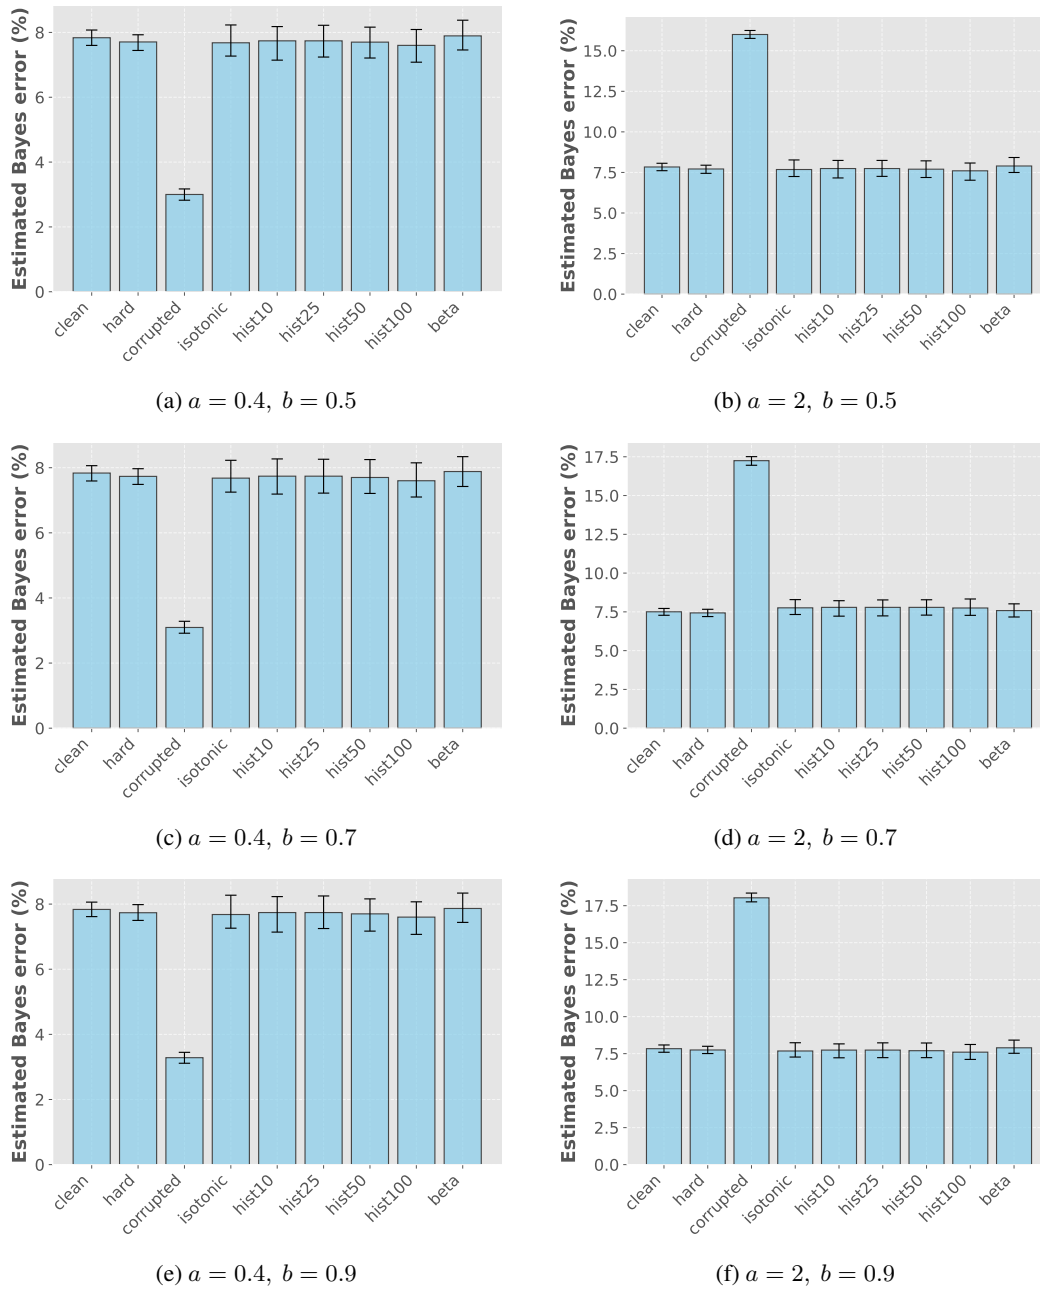 Estimated Bayes error (%)
8
6
4
2
0
clean
hard
corrupted
isotonic
hist10
hist25
hist50
hist100
beta
(a) a = 0.4, b = 0.5
Estimated Bayes error (%)
15.0
12.5
10.0
7.5
5.0
2.5
0.0
clean
hard
corrupted
isotonic
hist10
hist25
hist50
hist100
beta
(b) a = 2, b = 0.5
Estimated Bayes error (%)
8
6
4
2
0
clean
hard
corrupted
isotonic
hist10
hist25
hist50
hist100
beta
(c) a = 0.4, b = 0.7
Estimated Bayes error (%)
17.5
15.0
12.5
10.0
7.5
5.0
2.5
0.0
clean
hard
corrupted
isotonic
hist10
hist25
hist50
hist100
beta
(d) a = 2, b = 0.7
Estimated Bayes error (%)
8
6
4
2
0
clean
hard
corrupted
isotonic
hist10
hist25
hist50
hist100
beta
(e) a = 0.4, b = 0.9
Estimated Bayes error (%)
17.5
15.0
12.5
10.0
7.5
5.0
2.5
0.0
clean
hard
corrupted
isotonic
hist10
hist25
hist50
hist100
beta
(f) a = 2, b = 0.9